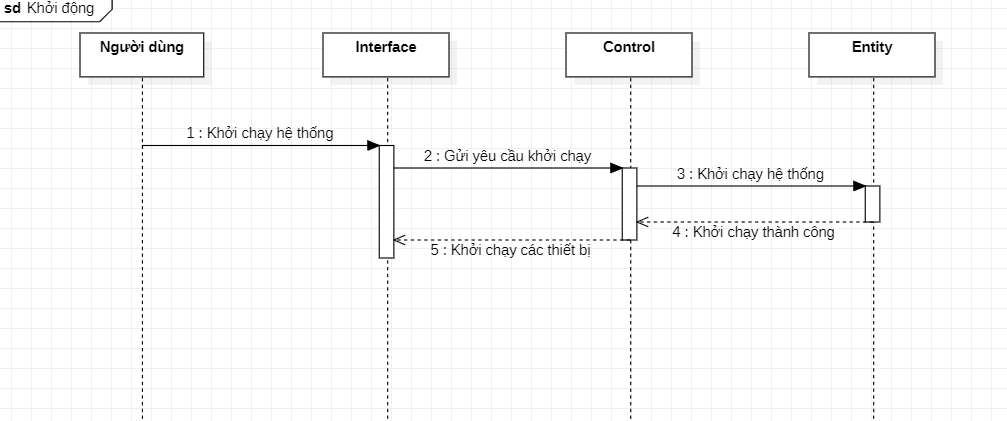 sd Khởi động
Người dùng
Interface
Control
Entity
1 : Khởi chạy hệ thống
2 : Gửi yêu cầu khởi chạy
3 : Khởi chạy hệ thống
4 : Khởi chạy thành công
5 : Khởi chạy các thiết bị